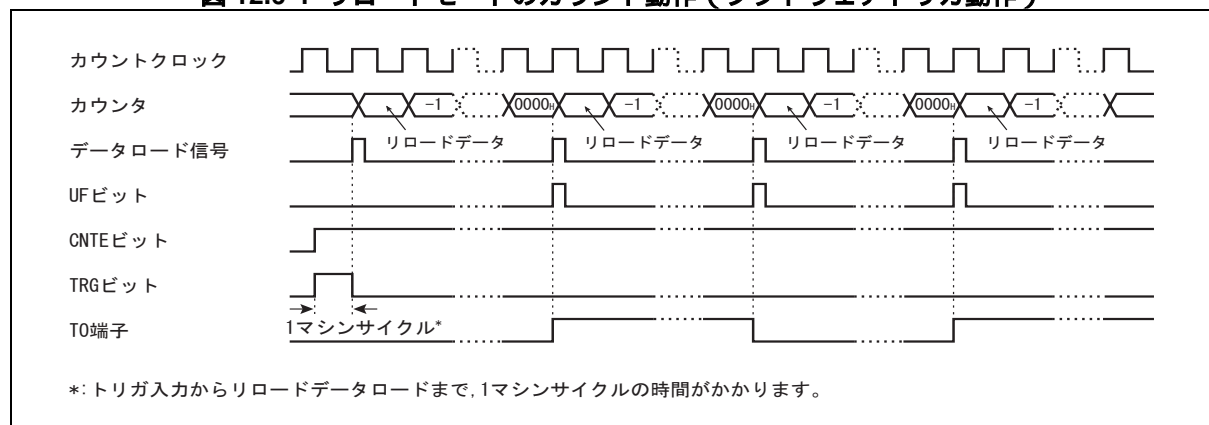 カウントクロック
カウンタ -1 0000H -1 0000H -1 0000H -1
リロードデータ リロードデータ リロードデータ リロードデータ
データロード信号
UFビット
CNTEビット
TRGビット
1マシンサイクル*
TO端子
*:トリガ入力からリロードデータロードまで,1マシンサイクルの時間がかかります。